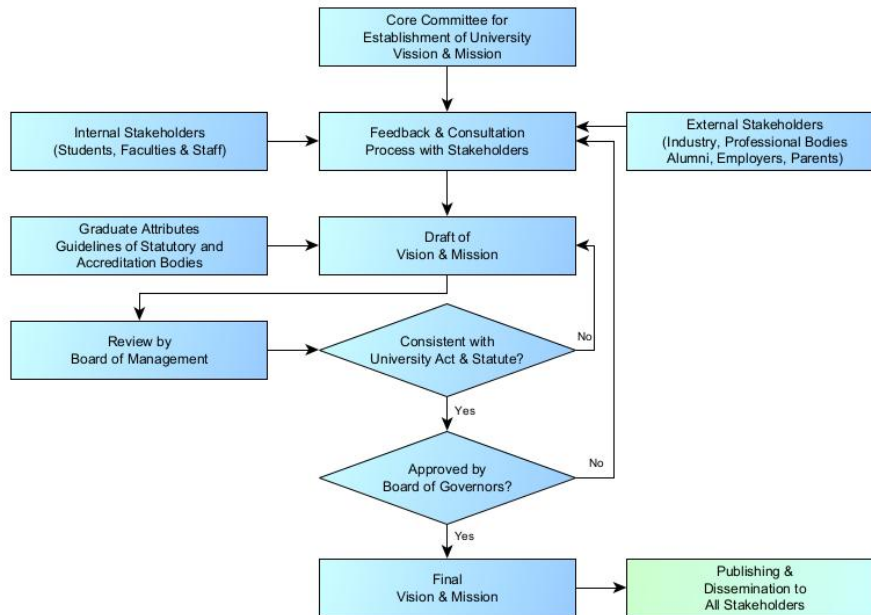 Core Committee for
Establishment of University
Vission & Mission
Internal Stakeholders
(Students, Faculties & Staff)
Feedback & Consultation
Process with Stakeholders
External Stakeholders
(Industry, Professional Bodies
Alumni, Employers, Parents)
Graduate Attributes
Guidelines of Statutory and
Accreditation Bodies
Draft of
Vision & Mission
Review by
Board of Management
Consistent with
University Act & Statute?
No
Yes
Approved by
Board of Governors?
No
Yes
Final
Vision & Mission
Publishing &
Dissemination to
All Stakeholders